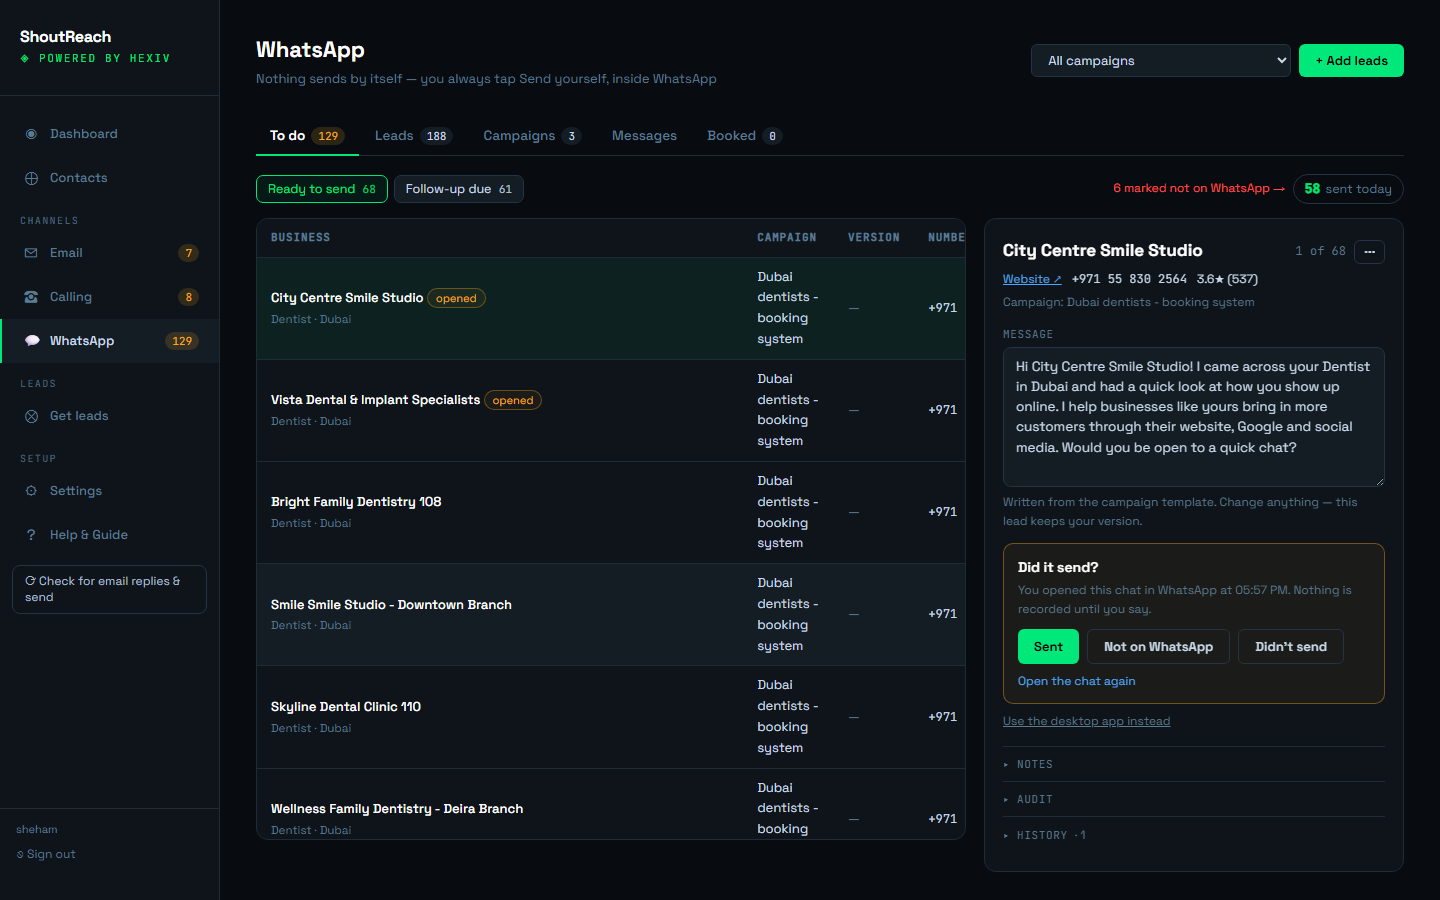 ShoutReach
◈ POWERED BY HEXIV
Dashboard
Contacts
CHANNELS
Email 7
Calling 8
WhatsApp 129
LEADS
Get leads
SETUP
Settings
? Help & Guide
⟳ Check for email replies &
send
sheham
Sign out
WhatsApp
Nothing sends by itself — you always tap Send yourself, inside WhatsApp
All campaigns
+ Add leads
To do 129 Leads 188 Campaigns 3 Messages Booked 0
Ready to send 68 Follow-up due 61
6 marked not on WhatsApp →
58 sent today
BUSINESS CAMPAIGN VERSION NUMBE
City Centre Smile Studio opened
Dentist · Dubai
Dubai
dentists -
booking
system
—
+971
Vista Dental & Implant Specialists opened
Dentist · Dubai
Dubai
dentists -
booking
system
—
+971
Bright Family Dentistry 108
Dentist · Dubai
Dubai
dentists -
booking
system
—
+971
Smile Smile Studio - Downtown Branch
Dentist · Dubai
Dubai
dentists -
booking
system
—
+971
Skyline Dental Clinic 110
Dentist · Dubai
Dubai
dentists -
booking
system
—
+971
Wellness Family Dentistry - Deira Branch
Dentist · Dubai
Dubai
dentists -
booking
—
+971
City Centre Smile Studio 1 of 68 ···
Website ↗ +971 55 830 2564 3.6★ (537)
Campaign: Dubai dentists - booking system
MESSAGE
Hi City Centre Smile Studio! I came across your Dentist
in Dubai and had a quick look at how you show up
online. I help businesses like yours bring in more
customers through their website, Google and social
media. Would you be open to a quick chat?
Written from the campaign template. Change anything — this
lead keeps your version.
Did it send?
You opened this chat in WhatsApp at 05:57 PM. Nothing is
recorded until you say.
Sent Not on WhatsApp Didn't send
Open the chat again
Use the desktop app instead
▸ NOTES
▸ AUDIT
▸ HISTORY · 1